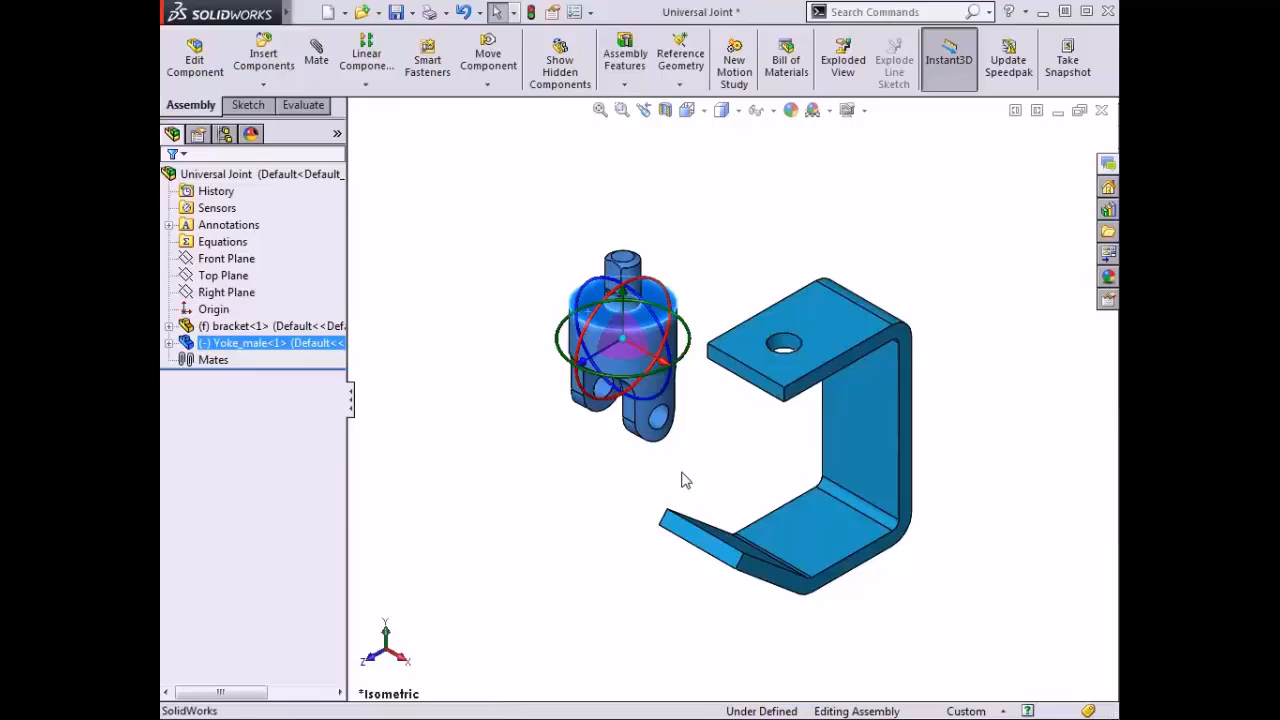 SOLIDWORKS
Universal Joint *
Search Commands
Edit Component
Insert Components
Mate
Linear Compone...
Smart Fasteners
Move Component
Show Hidden Components
Assembly Features
Reference Geometry
New Motion Study
Bill of Materials
Exploded View
Explode Line Sketch
Instant3D
Update Speedpak
Take Snapshot
Assembly
Sketch
Evaluate
Universal Joint (Default<Default_
History
Sensors
Annotations
Equations
Front Plane
Top Plane
Right Plane
Origin
(f) bracket<1> (Default<<Def
(-) Yoke_male<1> (Default<<
Mates
Y
Z
X
*Isometric
SolidWorks
Under Defined
Editing Assembly
Custom